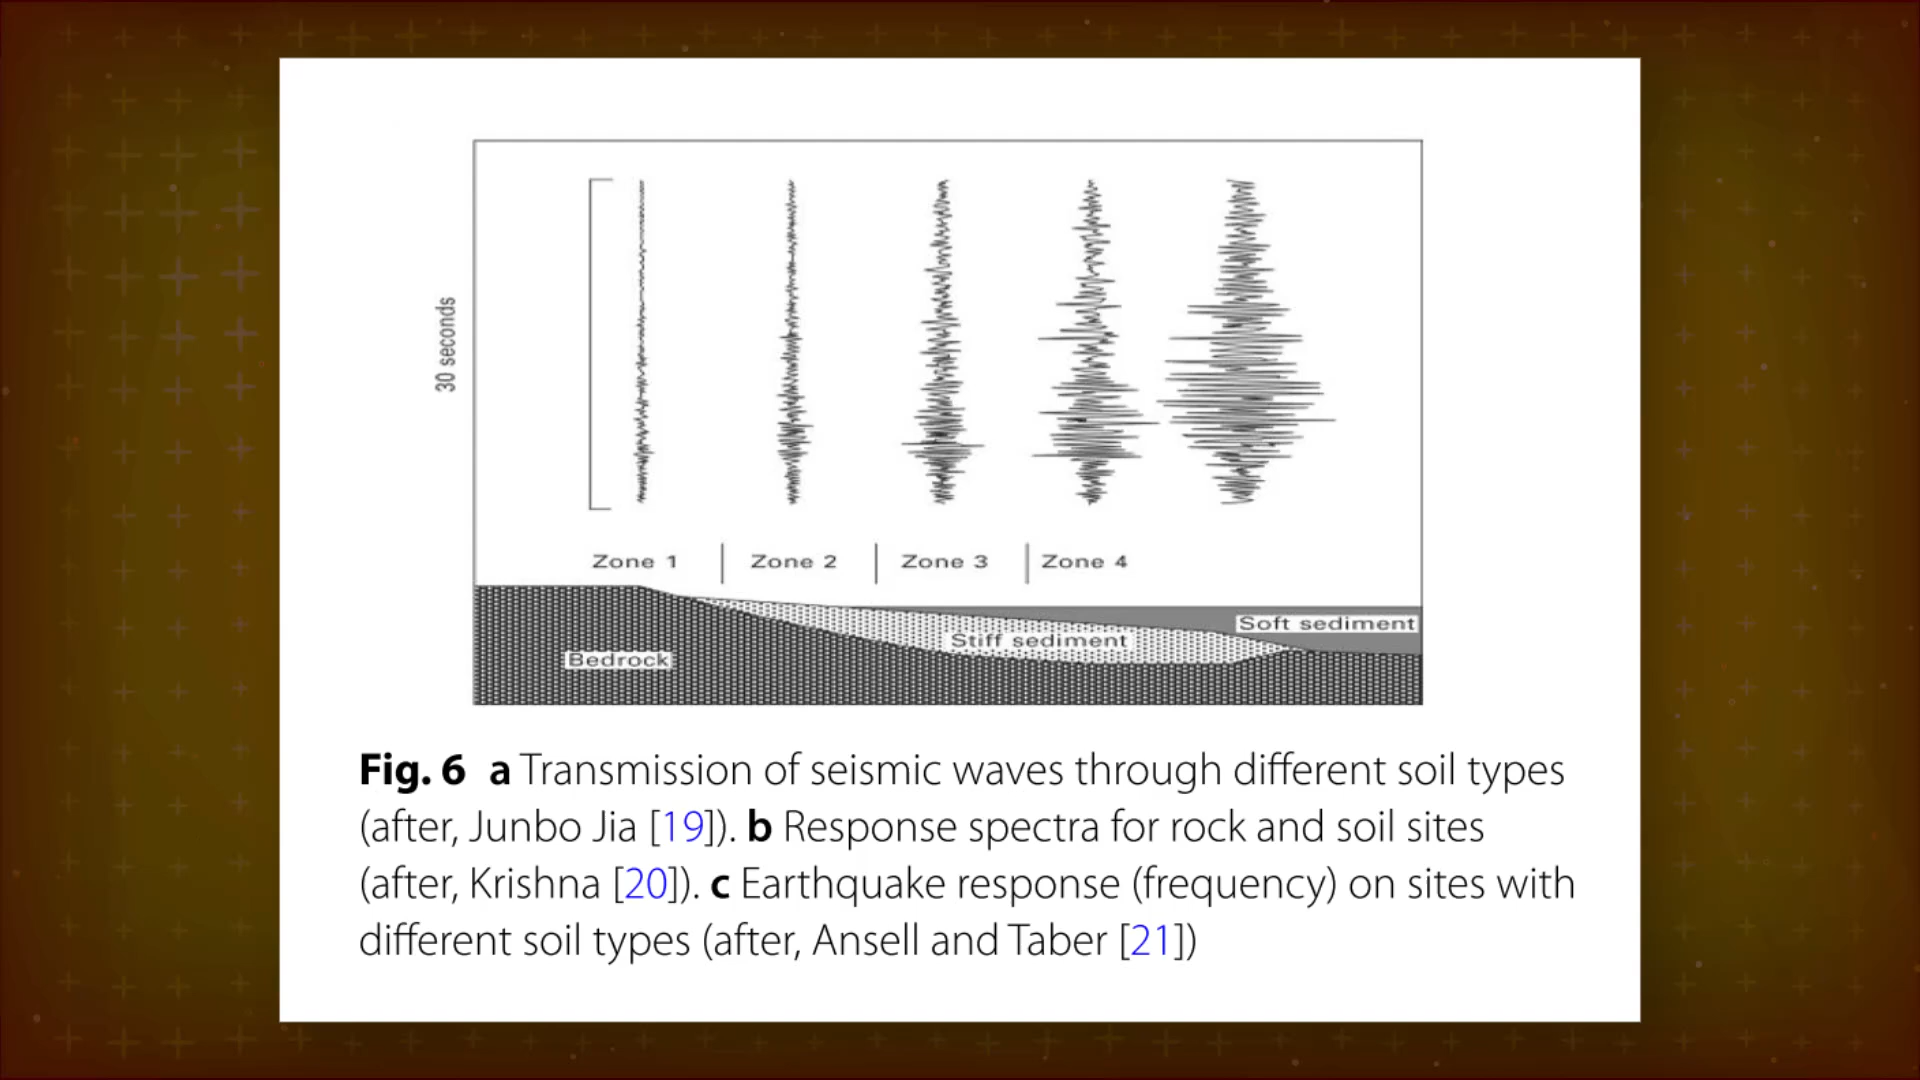 30 seconds
Zone 1 | Zone 2 | Zone 3 | Zone 4
Soft sediment
Stiff sediment
Bedrock
Fig. 6 a Transmission of seismic waves through different soil types
(after, Junbo Jia [19]). b Response spectra for rock and soil sites
(after, Krishna [20]). c Earthquake response (frequency) on sites with
different soil types (after, Ansell and Taber [21])